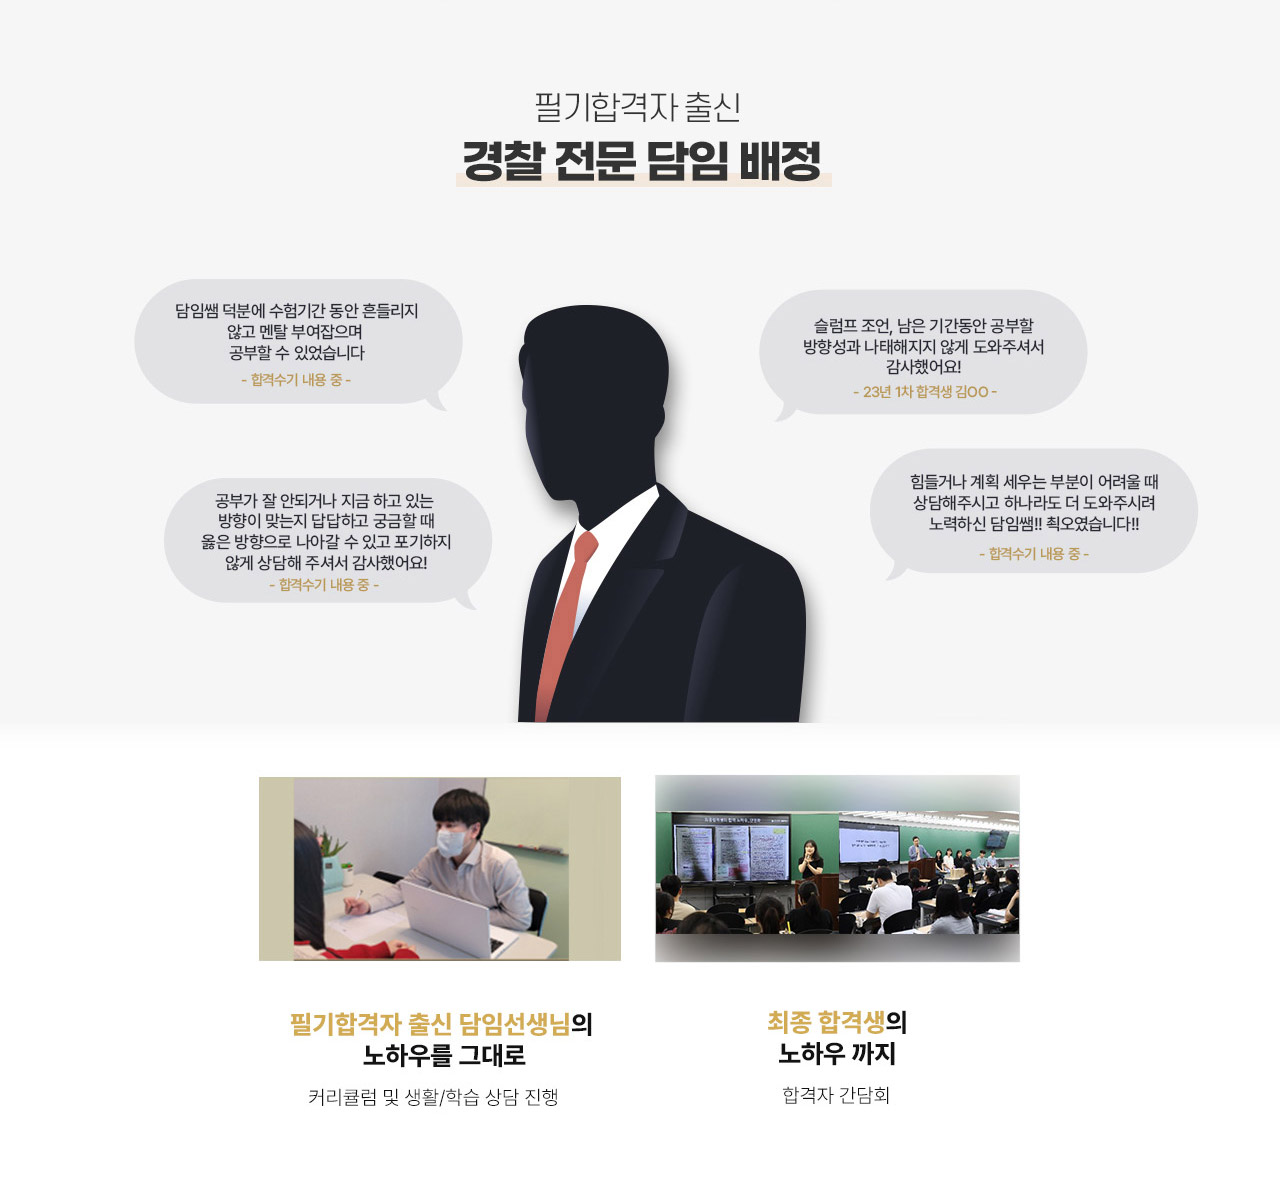 필기합격자 출신
경찰 전문 담임 배정
담임쌤 덕분에 수험기간 동안 흔들리지
않고 멘탈 부여잡으며
공부할 수 있었습니다
- 합격수기 내용 중 -
슬럼프 조언, 남은 기간동안 공부할
방향성과 나태해지지 않게 도와주셔서
감사했어요!
- 23년 1차 합격생 김OO -
공부가 잘 안되거나 지금 하고 있는
방향이 맞는지 답답하고 궁금할 때
옳은 방향으로 나아갈 수 있고 포기하지
않게 상담해 주셔서 감사했어요!
- 합격수기 내용 중 -
힘들거나 계획 세우는 부분이 어려울 때
상담해주시고 하나라도 더 도와주시려
노력하신 담임쌤!! 쵝오였습니다!!
- 합격수기 내용 중 -
필기합격자 출신 담임선생님의
노하우를 그대로
커리큘럼 및 생활/학습 상담 진행
최종 합격생의
노하우 까지
합격자 간담회